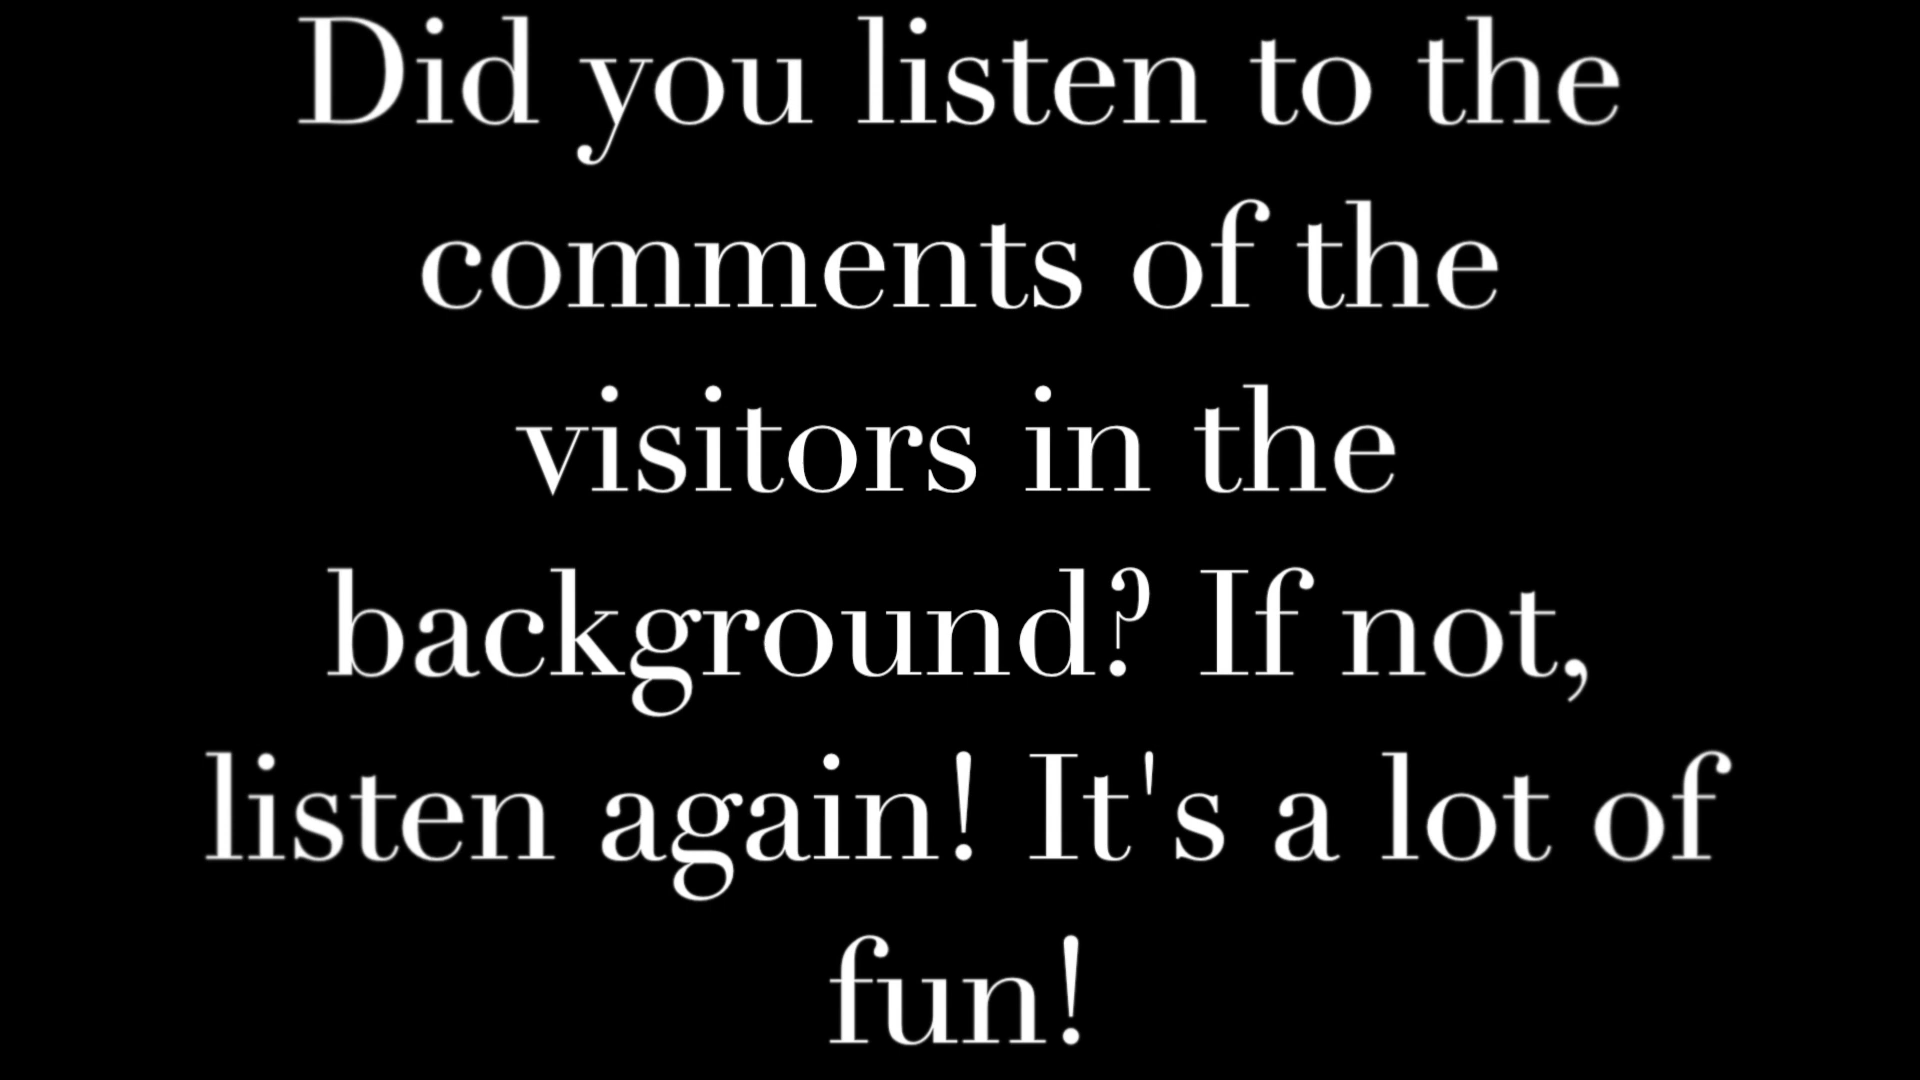 Did you listen to the
comments of the
visitors in the
background? If not,
listen again! It's a lot of
fun!